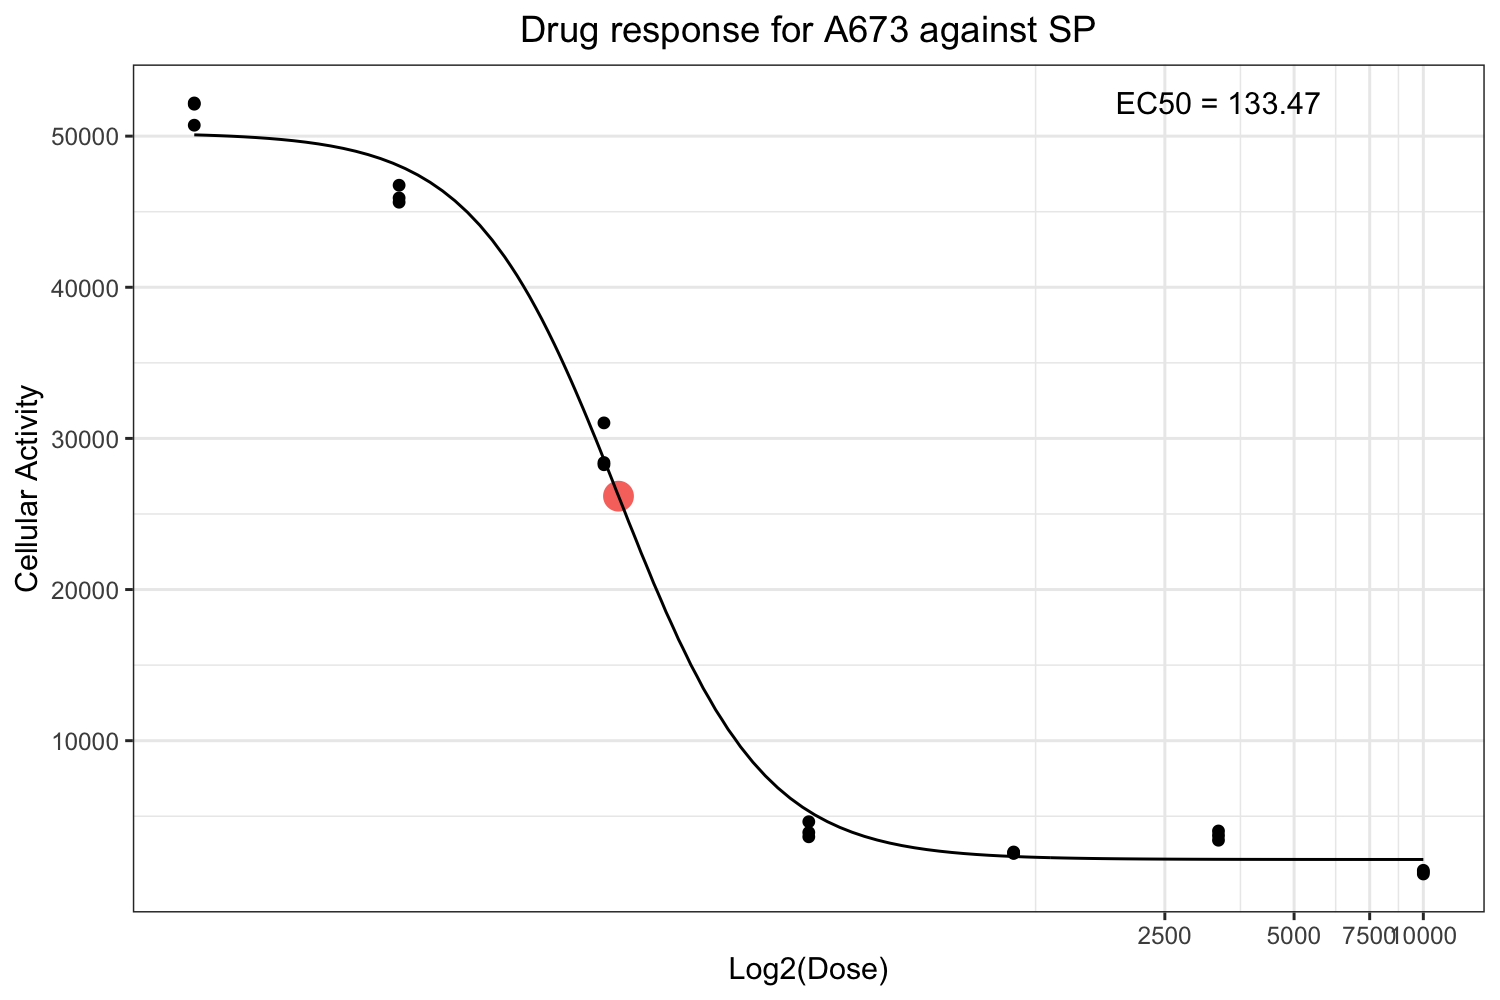 Drug response for A673 against SP
EC50 = 133.47
50000
40000
30000
20000
10000
Cellular Activity
2500 5000 7500 10000
Log2(Dose)